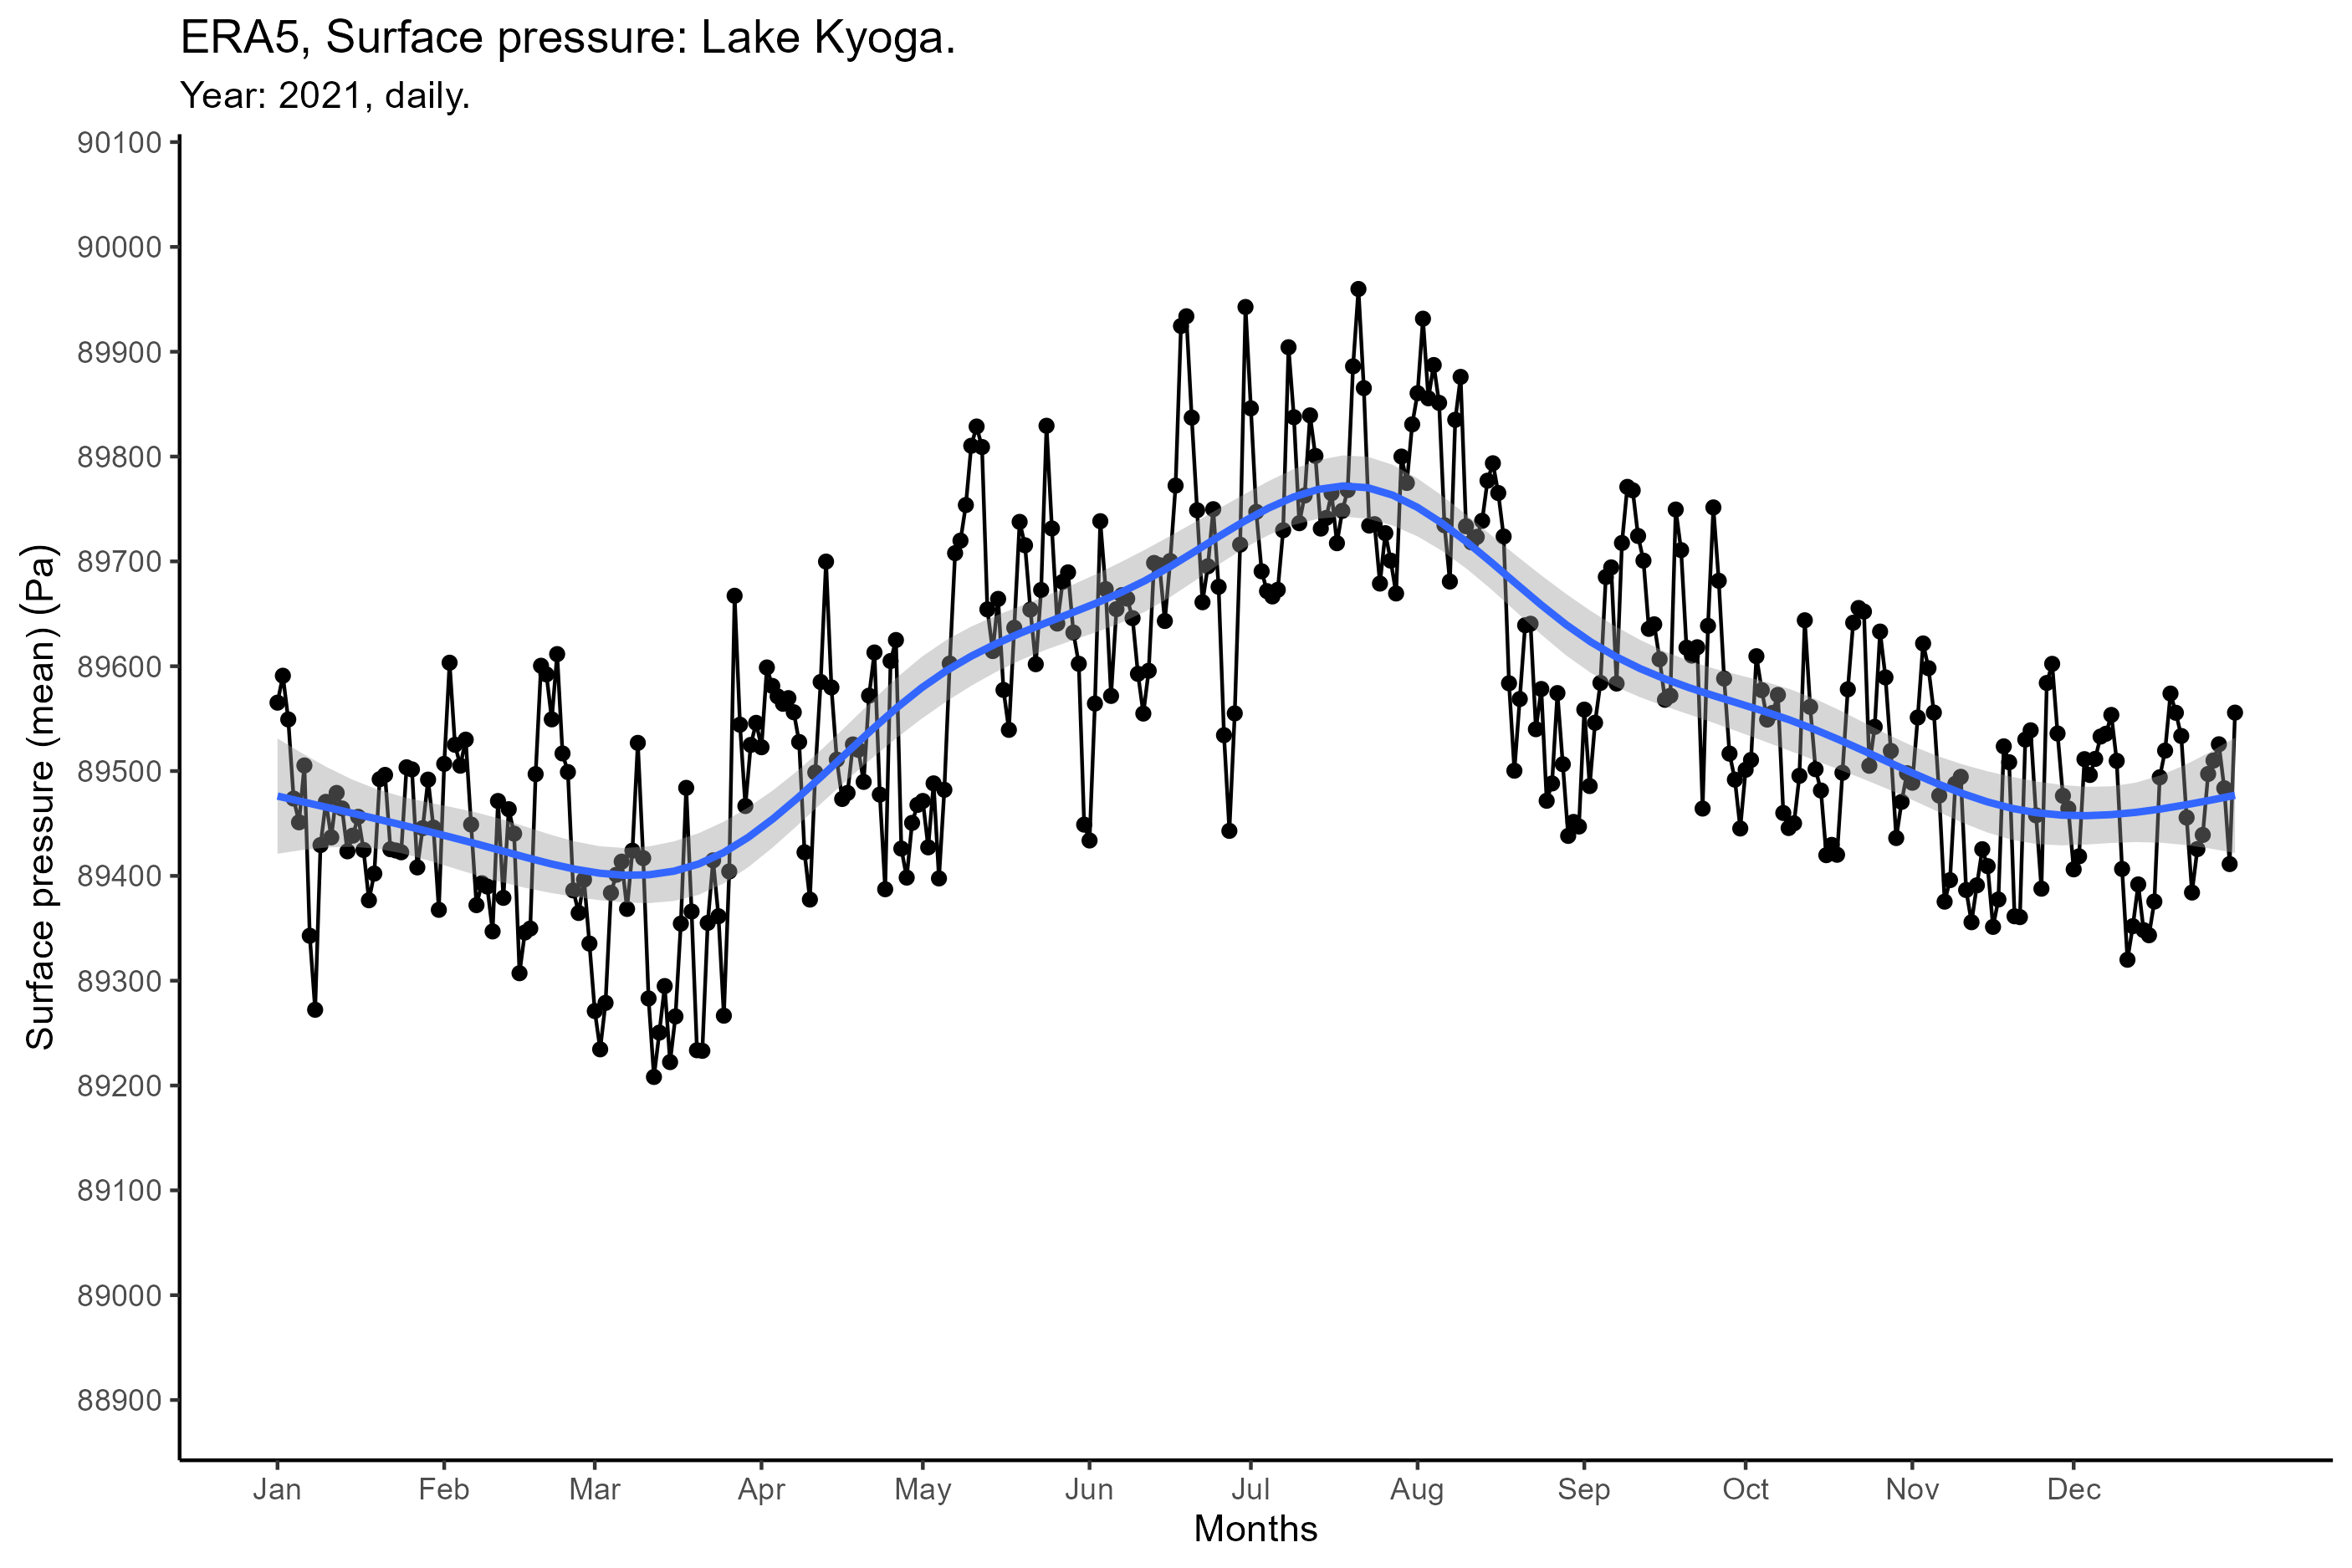 ERA5, Surface pressure: Lake Kyoga.
Year: 2021, daily.
Surface pressure (mean) (Pa)
90100
90000
89900
89800
89700
89600
89500
89400
89300
89200
89100
89000
88900
Jan Feb Mar Apr May Jun Jul Aug Sep Oct Nov Dec
Months